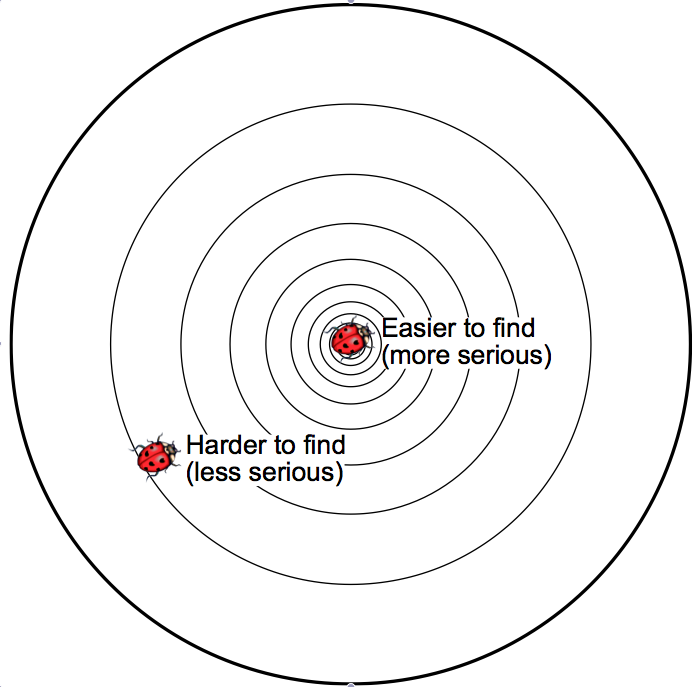 Easier to find
(more serious)
Harder to find
(less serious)